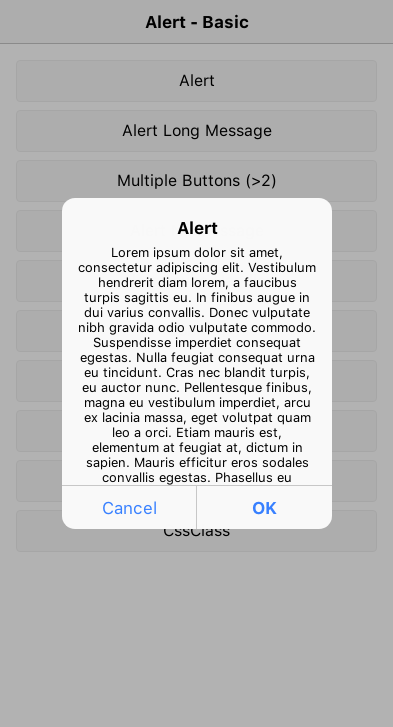 Alert - Basic
Alert
Alert Long Message
Multiple Buttons (>2)
Alert
Lorem ipsum dolor sit amet,
consectetur adipiscing elit. Vestibulum
hendrerit diam lorem, a faucibus
turpis sagittis eu. In finibus augue in
dui varius convallis. Donec vulputate
nibh gravida odio vulputate commodo.
Suspendisse imperdiet consequat
egestas. Nulla feugiat consequat urna
eu tincidunt. Cras nec blandit turpis,
eu auctor nunc. Pellentesque finibus,
magna eu vestibulum imperdiet, arcu
ex lacinia massa, eget volutpat quam
leo a orci. Etiam mauris est,
elementum at feugiat at, dictum in
sapien. Mauris efficitur eros sodales
convallis egestas. Phasellus eu
Cancel
OK
CssClass